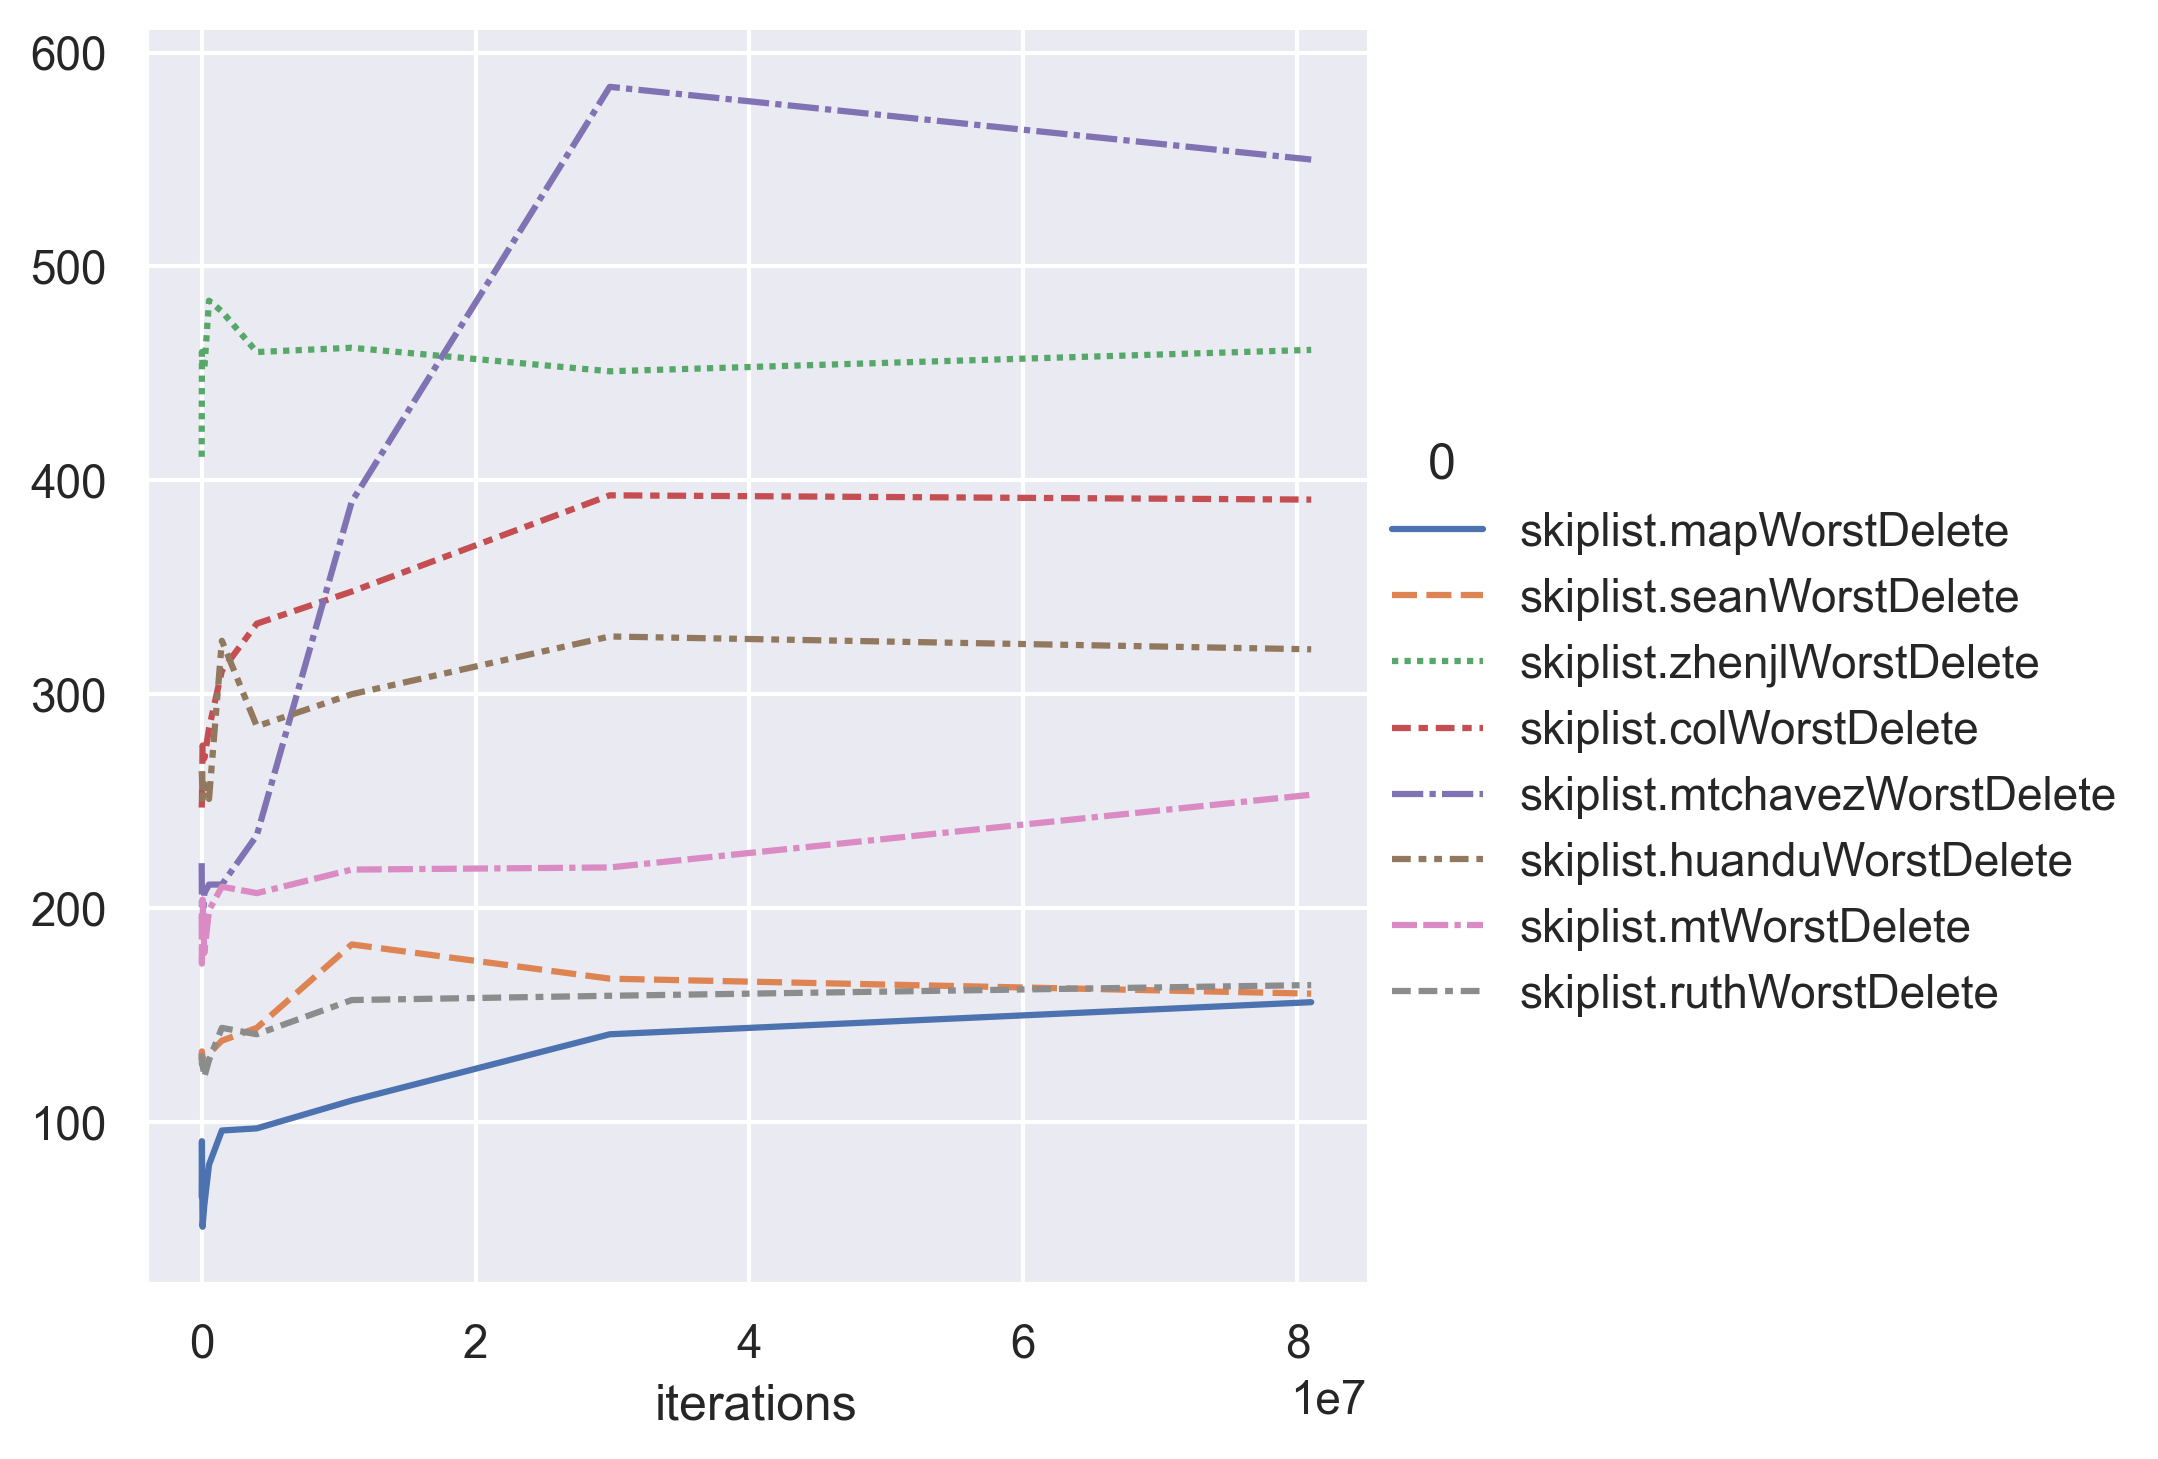 600
500
400
300
200
100
0 2 4 6 8
1e7
iterations
0
skiplist.mapWorstDelete
skiplist.seanWorstDelete
skiplist.zhenjlWorstDelete
skiplist.colWorstDelete
skiplist.mtchavezWorstDelete
skiplist.huanduWorstDelete
skiplist.mtWorstDelete
skiplist.ruthWorstDelete